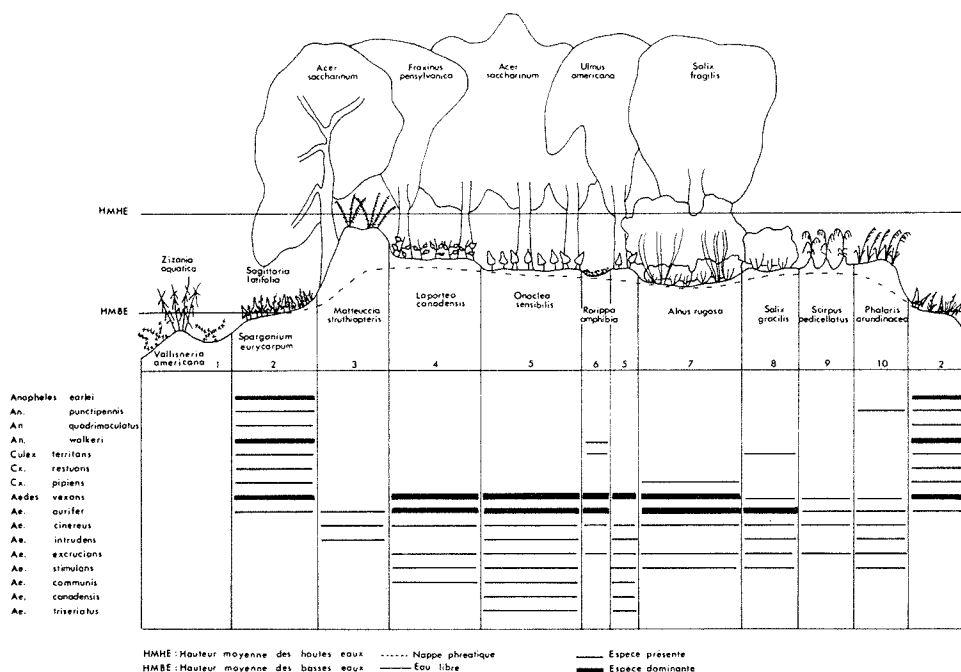 Acer saccharinum
Fraxinus pensylvanica
Acer saccharinum
Ulmus americana
Salix fragilis
HMHE
Zizania aquatica
Sagittaria latifolia
HMBE
Vallisneria americana
Sparganium eurycarpum
Matteuccia struthiopteris
Laportea canadensis
Onoclea sensibilis
Rorippa amphibia
Alnus rugosa
Salix gracilis
Scirpus pedicellatus
Phalaris arundinacea
1 2 3 4 5 6 5 7 8 9 10 2
Anopheles earlei
An. punctipennis
An quadrimaculatus
An. walkeri
Culex territans
Cx. restuans
Cx. pipiens
Aedes vexans
Ae. aurifer
Ae. cinereus
Ae. intrudens
Ae. excrucians
Ae. stimulans
Ae. communis
Ae. canadensis
Ae. triseriatus
HMHE : Hauteur moyenne des hautes eaux ----- Nappe phreatique —— Espèce présente
HMBE : Hauteur moyenne des basses eaux —— Eau libre —— Espèce dominante